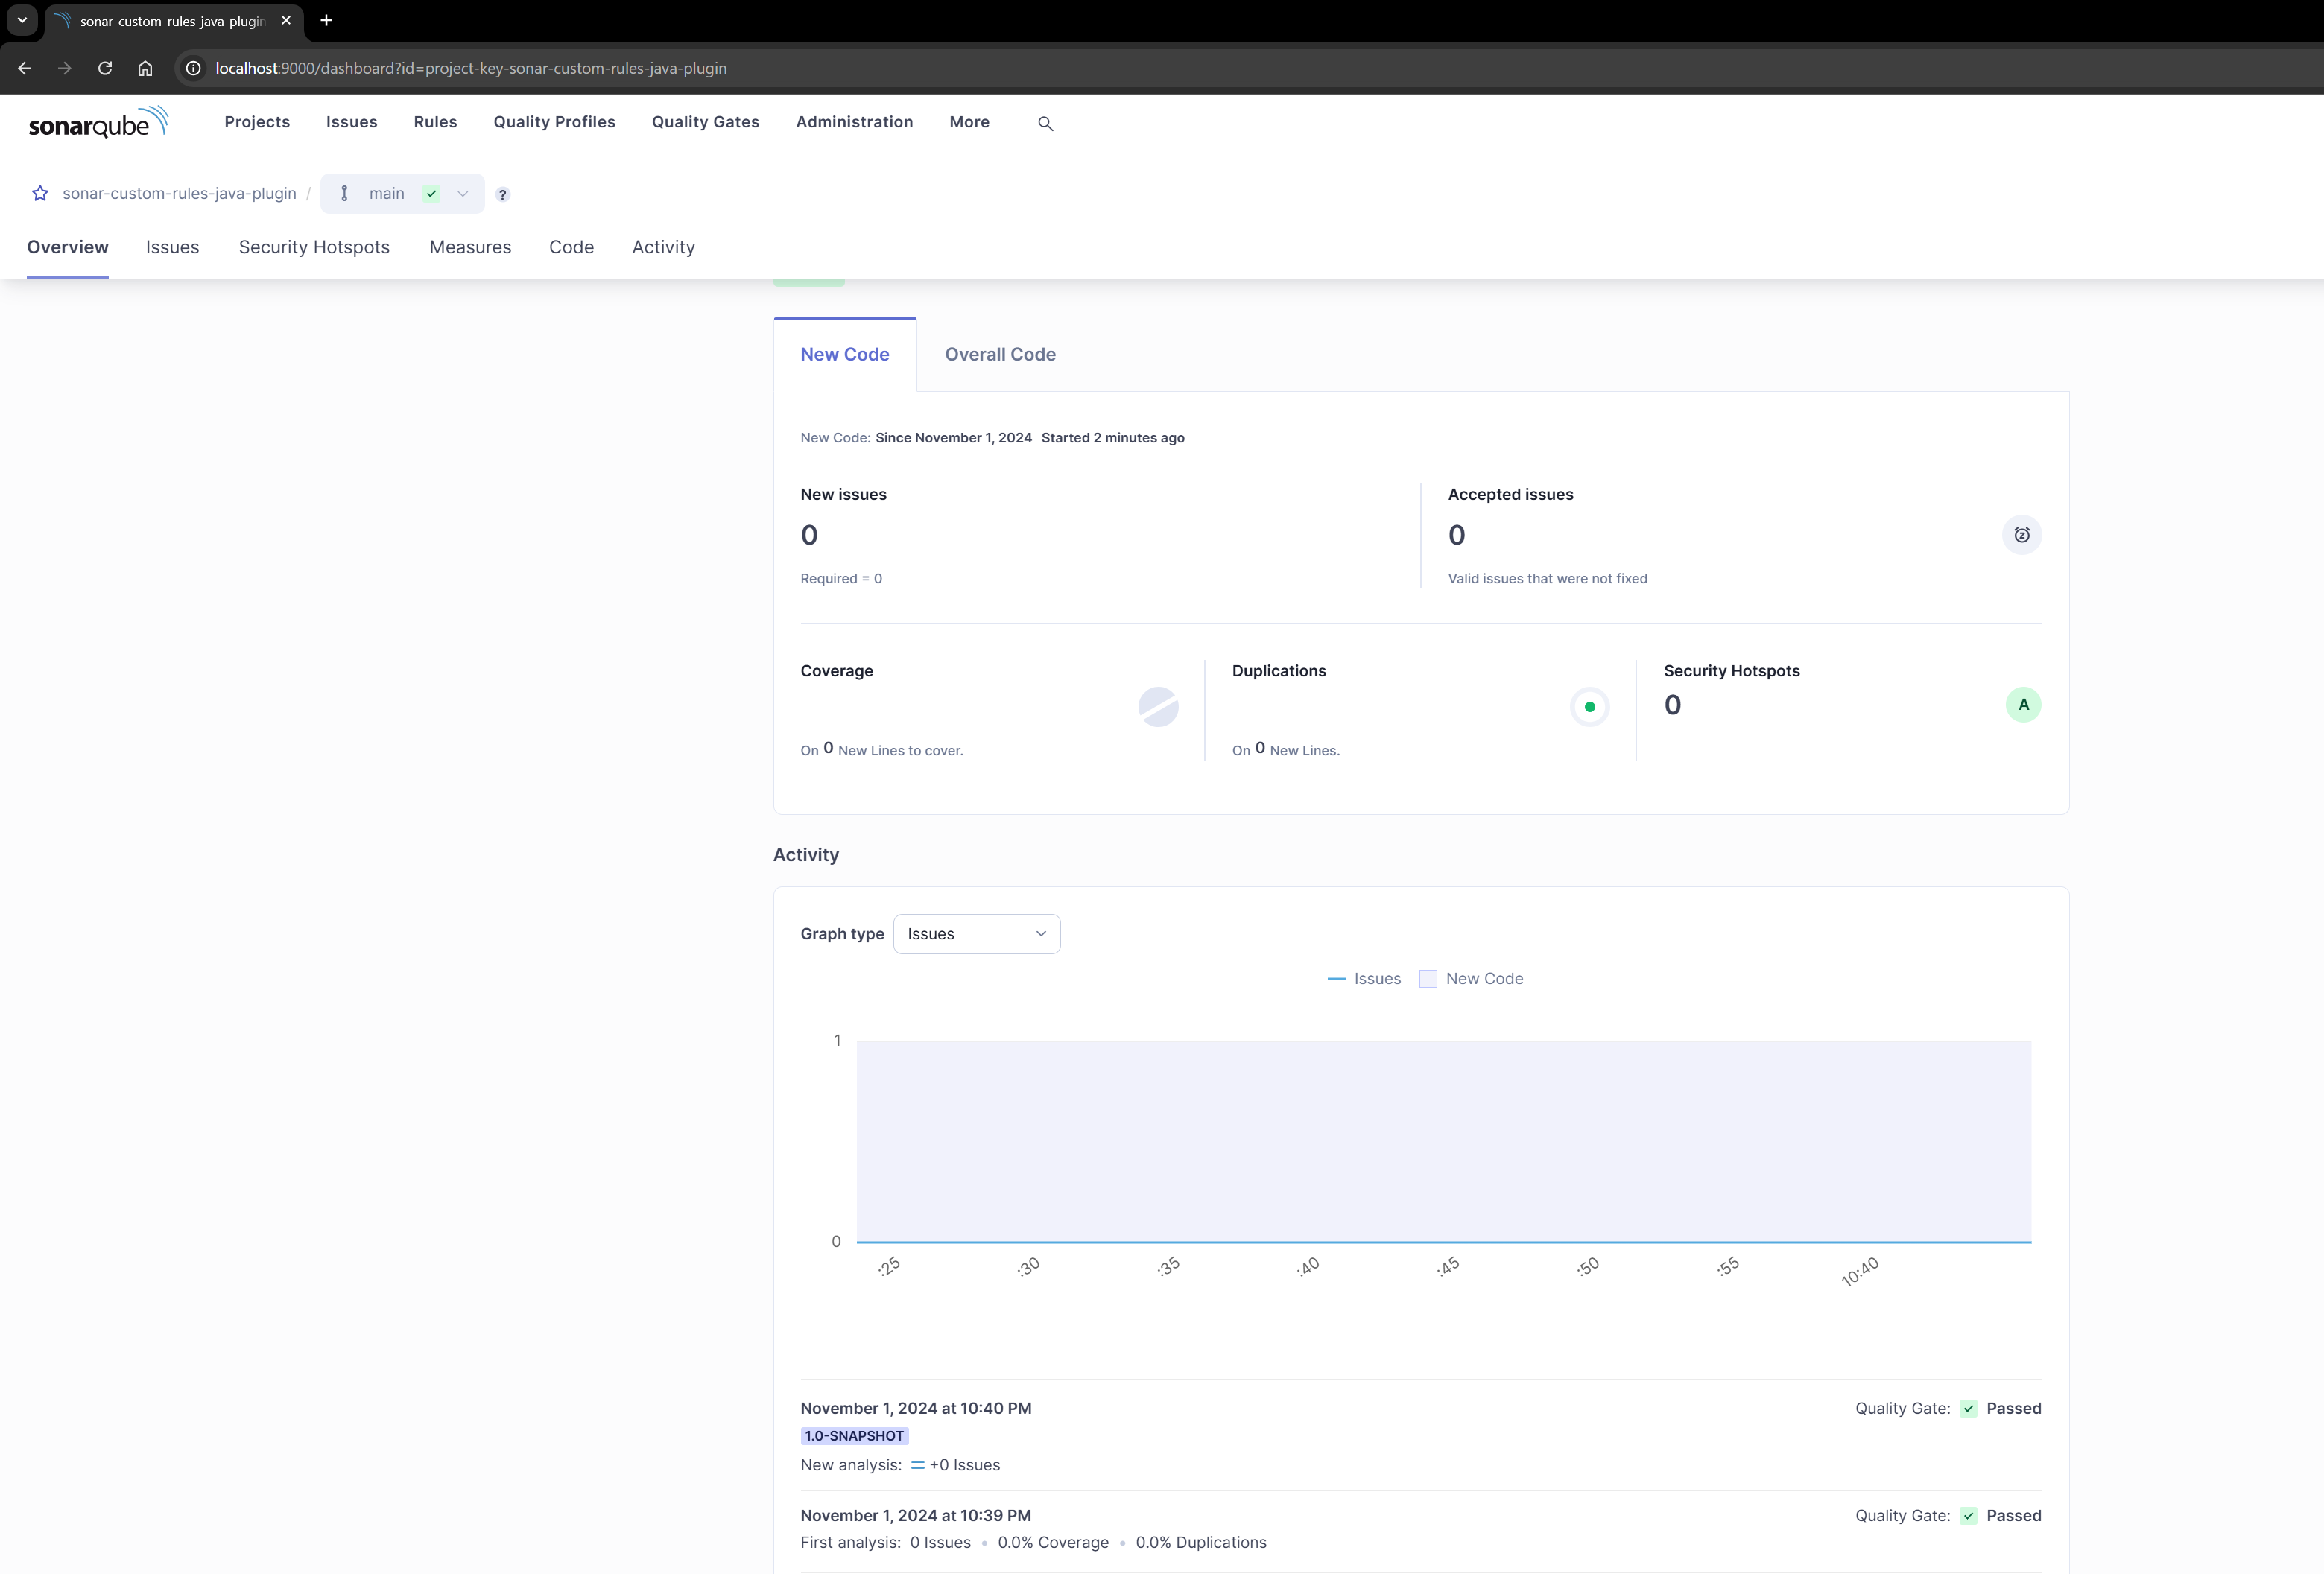 sonar-custom-rules-java-plugin
localhost:9000/dashboard?id=project-key-sonar-custom-rules-java-plugin
sonarqube Projects Issues Rules Quality Profiles Quality Gates Administration More
sonar-custom-rules-java-plugin / main ?
Overview Issues Security Hotspots Measures Code Activity
New Code Overall Code
New Code: Since November 1, 2024 Started 2 minutes ago
New issues Accepted issues
0 0
Required = 0 Valid issues that were not fixed
Coverage Duplications Security Hotspots
0 A
On 0 New Lines to cover. On 0 New Lines.
Activity
Graph type Issues
Issues New Code
1
0
:25 :30 :35 :40 :45 :50 :55 10:40
November 1, 2024 at 10:40 PM Quality Gate: Passed
1.0-SNAPSHOT
New analysis: = +0 Issues
November 1, 2024 at 10:39 PM Quality Gate: Passed
First analysis: 0 Issues • 0.0% Coverage • 0.0% Duplications